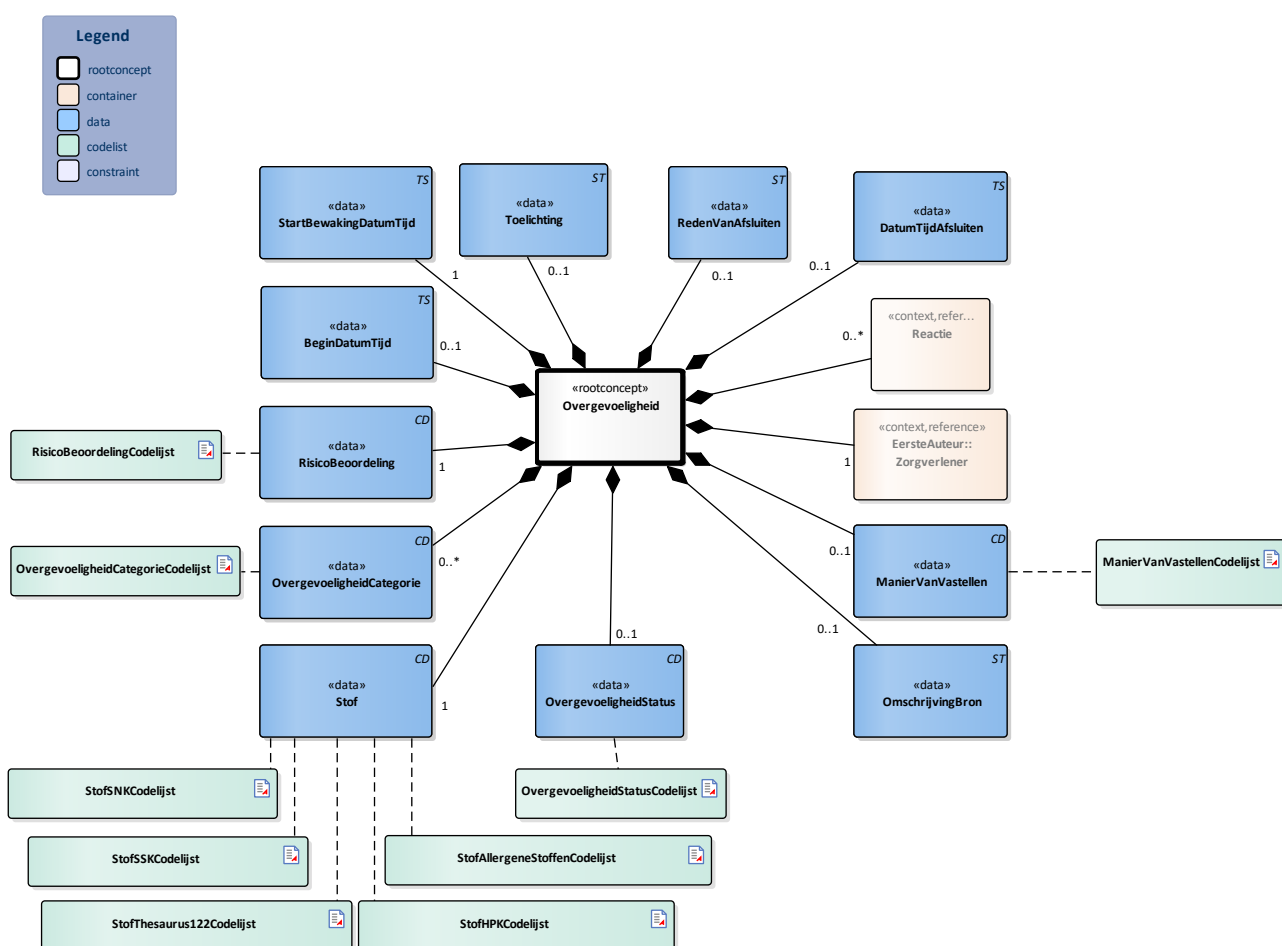 Legend
rootconcept
container
data
codelist
constraint
TS
«data»
StartBewakingDatumTijd
1
ST
«data»
Toelichting
0..1
ST
«data»
RedenVanAfsluiten
0..1
TS
«data»
DatumTijdAfsluiten
0..1
TS
«data»
BeginDatumTijd
0..1
«context,refer...
Reactie
0..*
«rootconcept»
Overgevoeligheid
CD
«data»
RisicoBeoordeling
1
RisicoBeoordelingCodelijst
«context,reference»
EersteAuteur::
Zorgverlener
1
CD
«data»
OvergevoeligheidCategorie
0..*
OvergevoeligheidCategorieCodelijst
CD
«data»
ManierVanVastellen
0..1
ManierVanVastellenCodelijst
CD
«data»
Stof
1
CD
«data»
OvergevoeligheidStatus
0..1
ST
«data»
OmschrijvingBron
0..1
StofSNKCodelijst
OvergevoeligheidStatusCodelijst
StofSSKCodelijst
StofAllergeneStoffenCodelijst
StofThesaurus122Codelijst
StofHPKCodelijst